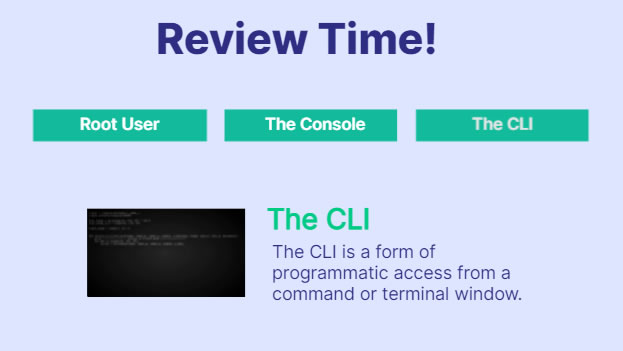 Review Time!
Root User
The Console
The CLI
The CLI
The CLI is a form of
programmatic access from a
command or terminal window.